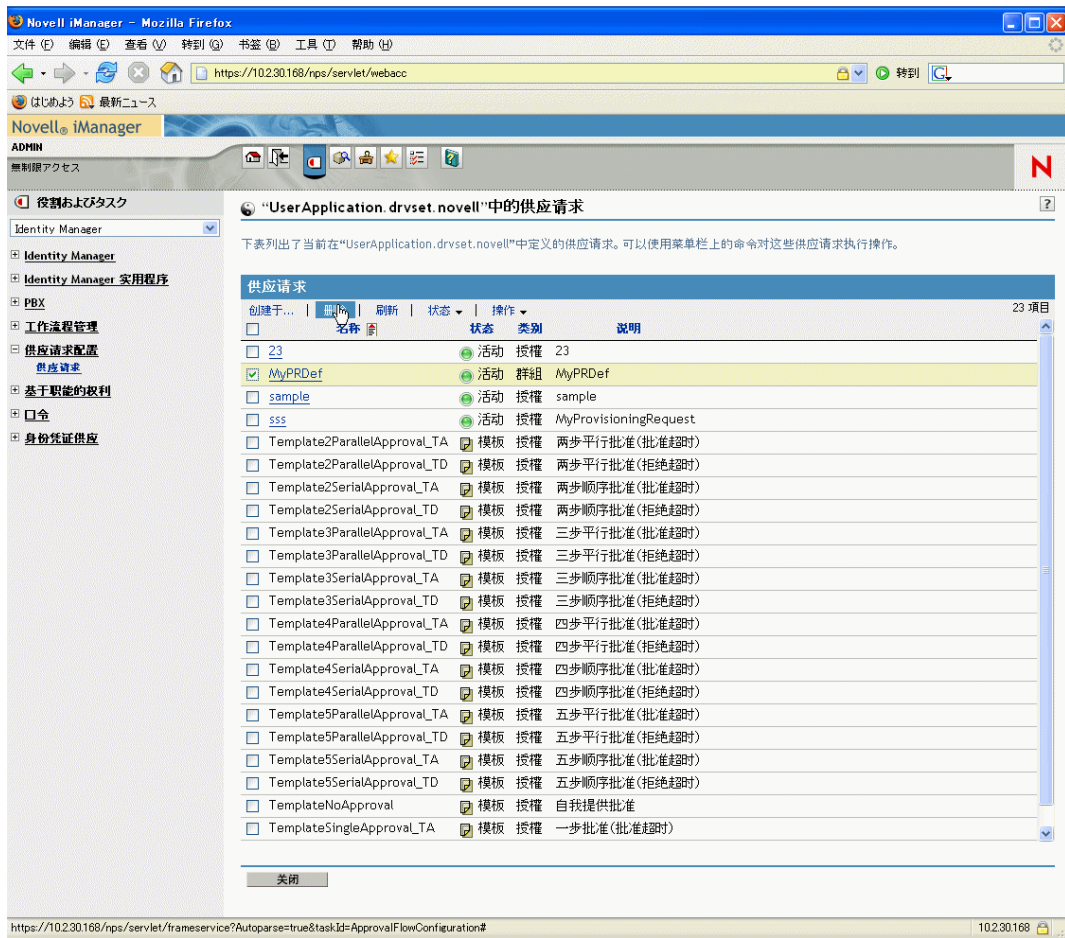 Novell iManager - Mozilla Firefox
文件 (F) 编辑 (E) 查看 (V) 转到 (G) 书签 (B) 工具 (T) 帮助 (H)
https://10.2.30.168/nps/servlet/webacc 转到
はじめよう 最新ニュース
Novell® iManager
ADMIN
無制限アクセス
N
役割およびタスク
Identity Manager
Identity Manager
Identity Manager 实用程序
PBX
工作流程管理
供应请求配置
供应请求
基于职能的权利
口令
身份凭证供应
“UserApplication.drvset.novell”中的供应请求 ?
下表列出了当前在“UserApplication.drvset.novell”中定义的供应请求。可以使用菜单栏上的命令对这些供应请求执行操作。
供应请求
创建于... | 删除 | 刷新 | 状态 | 操作 23 項目
名称 状态 类别 说明
23 活动 授權 23
MyPRDef 活动 群組 MyPRDef
sample 活动 授權 sample
sss 活动 授權 MyProvisioningRequest
Template2ParallelApproval_TA 模板 授權 两步平行批准(批准超时)
Template2ParallelApproval_TD 模板 授權 两步平行批准(拒绝超时)
Template2SerialApproval_TA 模板 授權 两步顺序批准(批准超时)
Template2SerialApproval_TD 模板 授權 两步顺序批准(拒绝超时)
Template3ParallelApproval_TA 模板 授權 三步平行批准(批准超时)
Template3ParallelApproval_TD 模板 授權 三步平行批准(拒绝超时)
Template3SerialApproval_TA 模板 授權 三步顺序批准(批准超时)
Template3SerialApproval_TD 模板 授權 三步顺序批准(拒绝超时)
Template4ParallelApproval_TA 模板 授權 四步平行批准(批准超时)
Template4ParallelApproval_TD 模板 授權 四步平行批准(拒绝超时)
Template4SerialApproval_TA 模板 授權 四步顺序批准(批准超时)
Template4SerialApproval_TD 模板 授權 四步顺序批准(拒绝超时)
Template5ParallelApproval_TA 模板 授權 五步平行批准(批准超时)
Template5ParallelApproval_TD 模板 授權 五步平行批准(拒绝超时)
Template5SerialApproval_TA 模板 授權 五步顺序批准(批准超时)
Template5SerialApproval_TD 模板 授權 五步顺序批准(拒绝超时)
TemplateNoApproval 模板 授權 自我提供批准
TemplateSingleApproval_TA 模板 授權 一步批准(批准超时)
关闭
https://10.2.30.168/nps/servlet/frameservice?Autoparse=true&taskId=ApprovalFlowConfiguration# 10.2.30.168